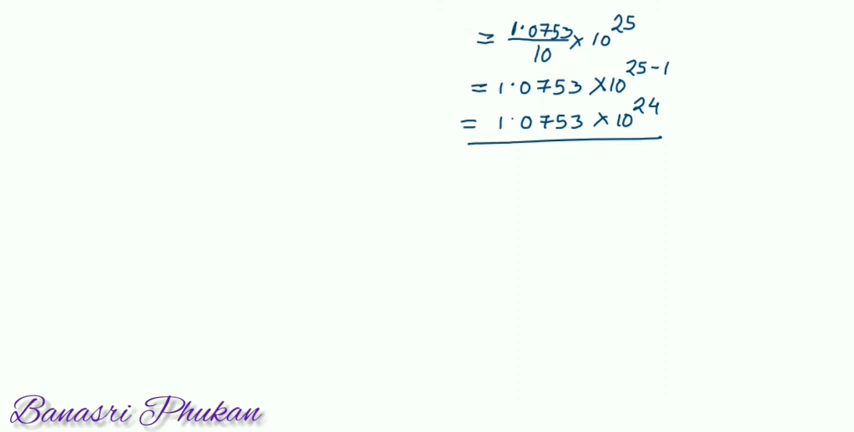 = 1.0753/10 × 10^25
= 1.0753 × 10^25-1
= 1.0753 × 10^24
Banasri Phukan